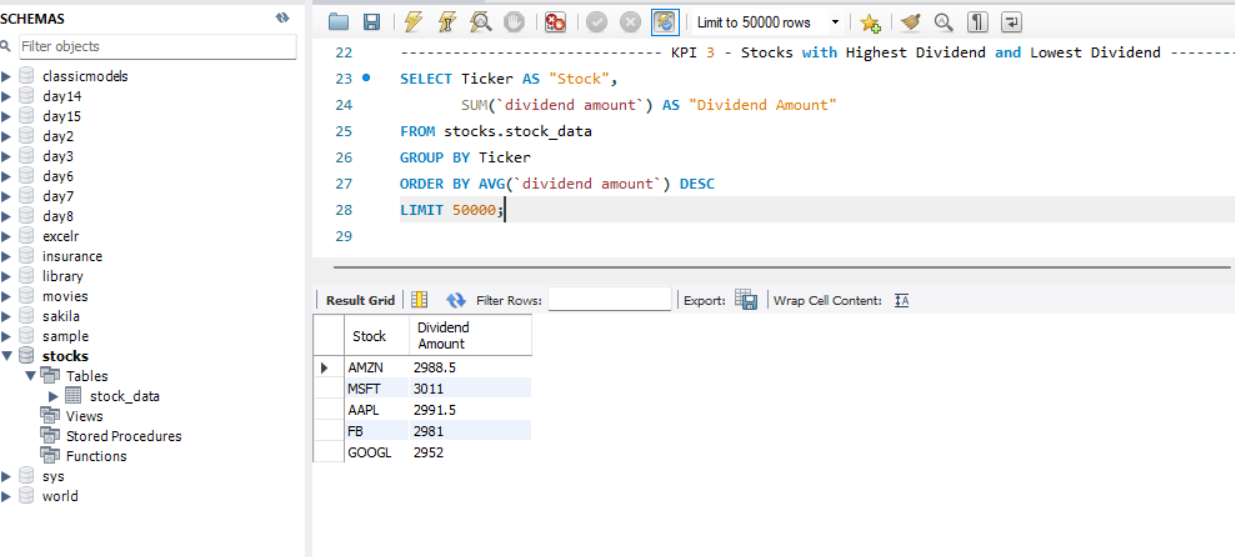 SCHEMAS
Filter objects
classicmodels
day14
day15
day2
day3
day6
day7
day8
excelr
insurance
library
movies
sakila
sample
stocks
Tables
stock_data
Views
Stored Procedures
Functions
sys
world
Limit to 50000 rows
22 ------------------------------- KPI 3 - Stocks with Highest Dividend and Lowest Dividend --------
23 SELECT Ticker AS "Stock",
24 SUM(`dividend amount`) AS "Dividend Amount"
25 FROM stocks.stock_data
26 GROUP BY Ticker
27 ORDER BY AVG(`dividend amount`) DESC
28 LIMIT 50000;
29
Result Grid Filter Rows: Export: Wrap Cell Content: IA
Stock Dividend Amount
AMZN 2988.5
MSFT 3011
AAPL 2991.5
FB 2981
GOOGL 2952